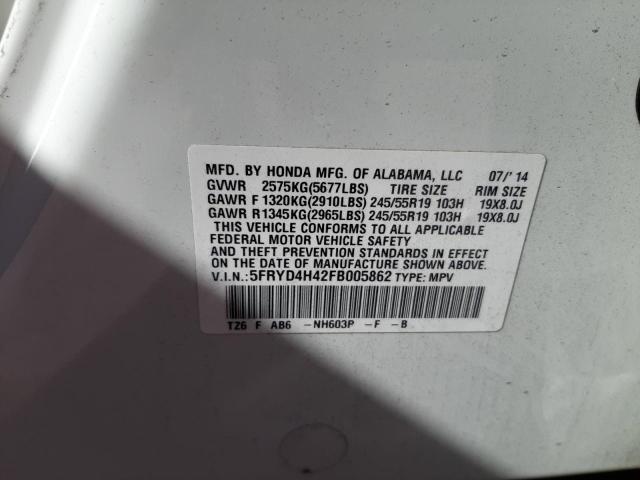 MFD. BY HONDA MFG. OF ALABAMA, LLC 07/'14
GVWR 2575KG(5677LBS) TIRE SIZE RIM SIZE
GAWR F 1320KG(2910LBS) 245/55R19 103H 19X8.0J
GAWR R1345KG(2965LBS) 245/55R19 103H 19X8.0J
THIS VEHICLE CONFORMS TO ALL APPLICABLE
FEDERAL MOTOR VEHICLE SAFETY
AND THEFT PREVENTION STANDARDS IN EFFECT ON
THE DATE OF MANUFACTURE SHOWN ABOVE.
V.I.N.:5FRYD4H42FB005862 TYPE: MPV
TZ6 F AB6 -NH603P -F -B